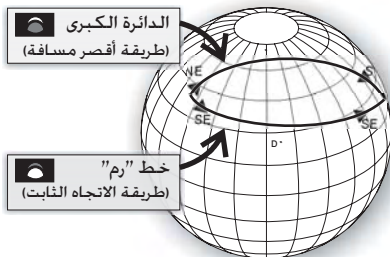 الدائرة الكبرى
(طريقة أقصر مسافة)
NE
SE
SE
D
خط "رم"
(طريقة الاتجاه الثابت)